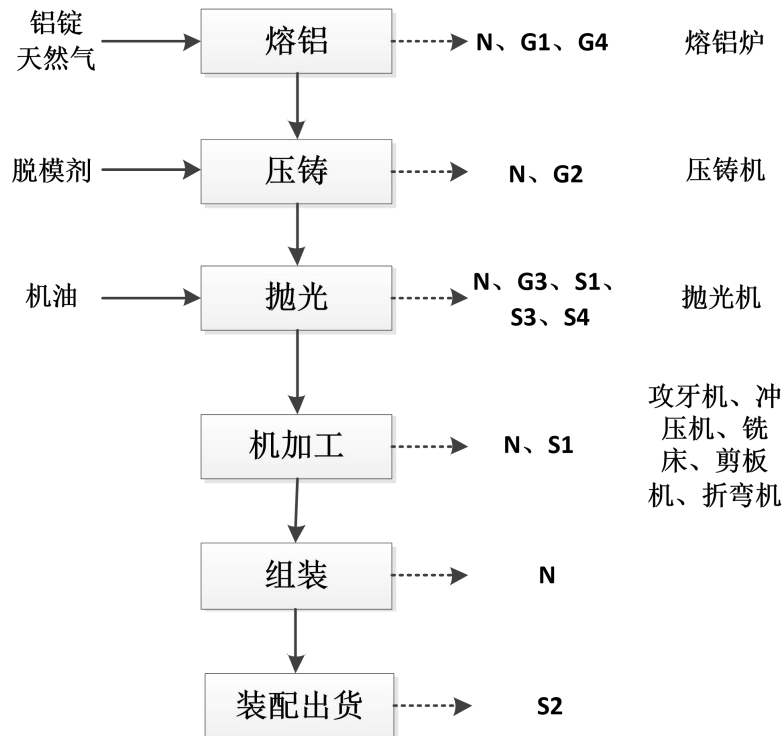 铝锭
天然气
熔铝
N、G1、G4
熔铝炉
脱模剂
压铸
N、G2
压铸机
机油
抛光
N、G3、S1、
S3、S4
抛光机
机加工
N、S1
攻牙机、冲
压机、铣
床、剪板
机、折弯机
组装
N
装配出货
S2